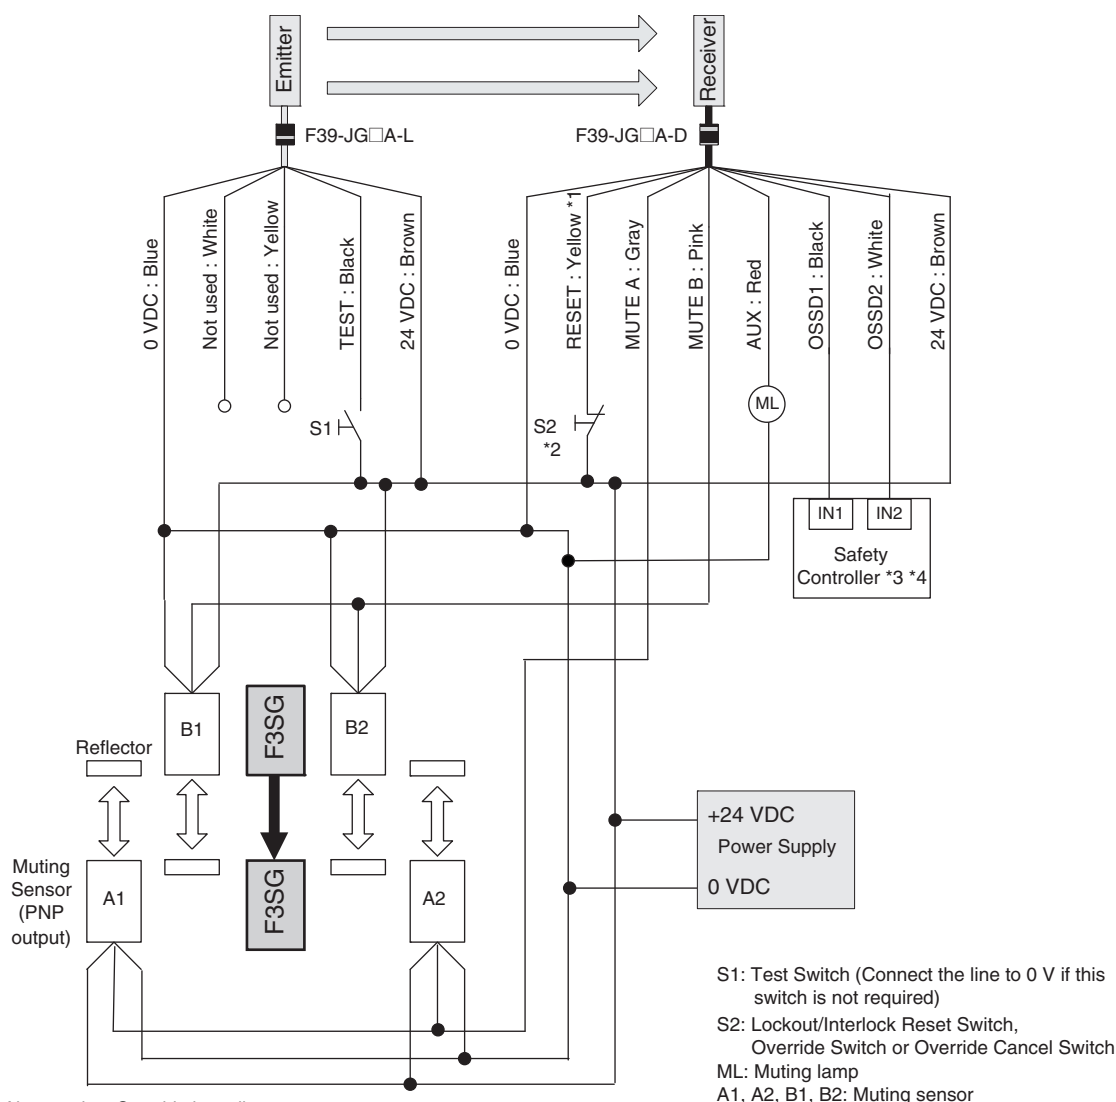 Emitter
Receiver
F39-JG□A-L
F39-JG□A-D
0 VDC : Blue
Not used : White
Not used : Yellow
TEST : Black
24 VDC : Brown
0 VDC : Blue
RESET : Yellow *1
MUTE A : Gray
MUTE B : Pink
AUX : Red
OSSD1 : Black
OSSD2 : White
24 VDC : Brown
S1
S2
*2
ML
IN1
IN2
Safety
Controller *3 *4
B1
F3SG
B2
Reflector
Muting
Sensor
(PNP
output)
A1
F3SG
A2
+24 VDC
Power Supply
0 VDC
S1: Test Switch (Connect the line to 0 V if this
switch is not required)
S2: Lockout/Interlock Reset Switch,
Override Switch or Override Cancel Switch
ML: Muting lamp
A1, A2, B1, B2: Muting sensor